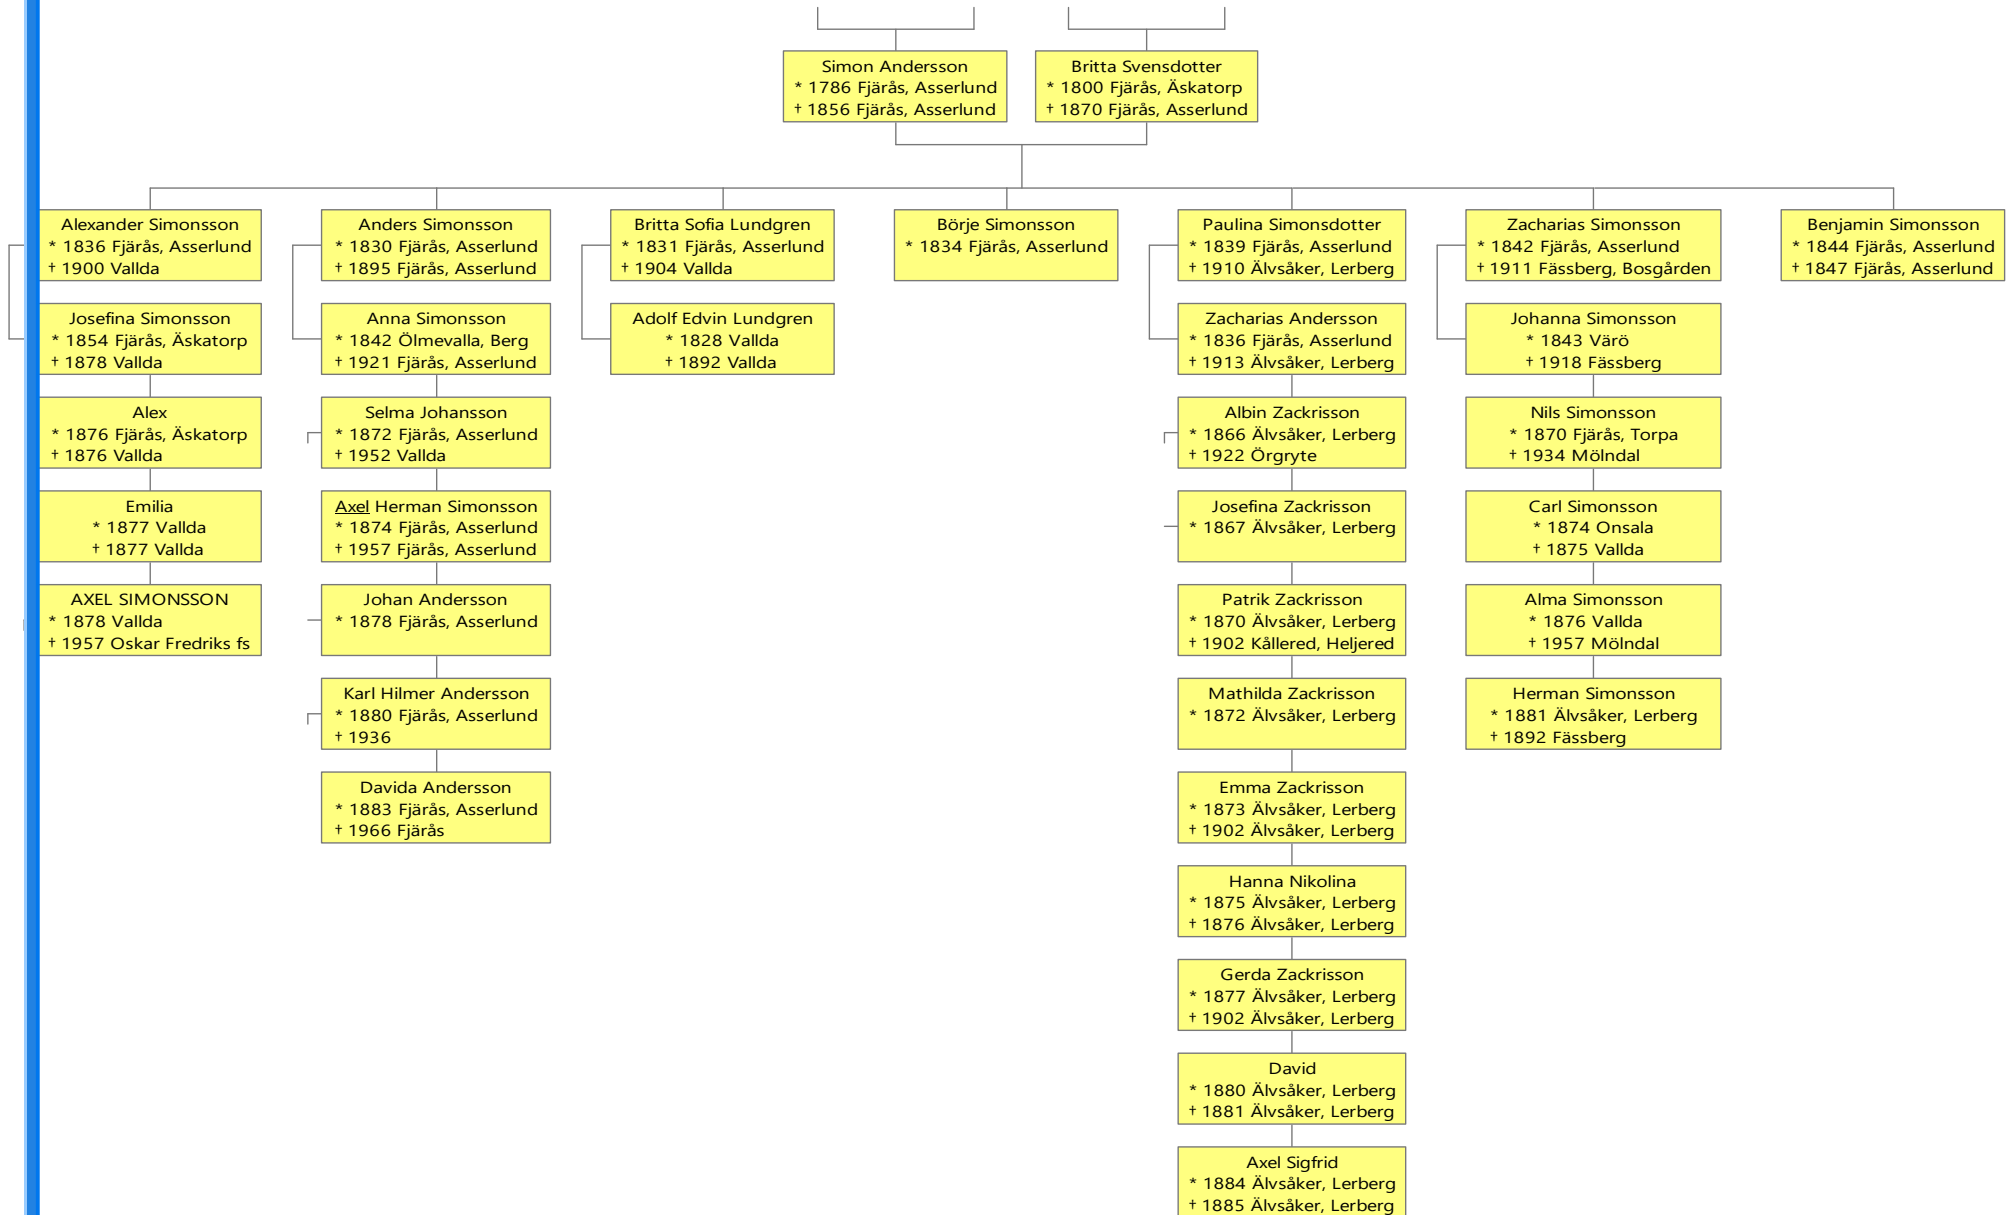 Simon Andersson
* 1786 Fjärås, Asserlund
† 1856 Fjärås, Asserlund
Britta Svensdotter
* 1800 Fjärås, Äskatorp
† 1870 Fjärås, Asserlund
Alexander Simonsson
* 1836 Fjärås, Asserlund
† 1900 Vallda
Josefina Simonsson
* 1854 Fjärås, Äskatorp
† 1878 Vallda
Alex
* 1876 Fjärås, Äskatorp
† 1876 Vallda
Emilia
* 1877 Vallda
† 1877 Vallda
AXEL SIMONSSON
* 1878 Vallda
† 1957 Oskar Fredriks fs
Anders Simonsson
* 1830 Fjärås, Asserlund
† 1895 Fjärås, Asserlund
Anna Simonsson
* 1842 Ölmevalla, Berg
† 1921 Fjärås, Asserlund
Selma Johansson
* 1872 Fjärås, Asserlund
† 1952 Vallda
Axel Herman Simonsson
* 1874 Fjärås, Asserlund
† 1957 Fjärås, Asserlund
Johan Andersson
* 1878 Fjärås, Asserlund
Karl Hilmer Andersson
* 1880 Fjärås, Asserlund
† 1936
Davida Andersson
* 1883 Fjärås, Asserlund
† 1966 Fjärås
Britta Sofia Lundgren
* 1831 Fjärås, Asserlund
† 1904 Vallda
Adolf Edvin Lundgren
* 1828 Vallda
† 1892 Vallda
Börje Simonsson
* 1834 Fjärås, Asserlund
Paulina Simonsdotter
* 1839 Fjärås, Asserlund
† 1910 Älvsåker, Lerberg
Zacharias Andersson
* 1836 Fjärås, Asserlund
† 1913 Älvsåker, Lerberg
Albin Zackrisson
* 1866 Älvsåker, Lerberg
† 1922 Örgryte
Josefina Zackrisson
* 1867 Älvsåker, Lerberg
Patrik Zackrisson
* 1870 Älvsåker, Lerberg
† 1902 Kållered, Heljered
Mathilda Zackrisson
* 1872 Älvsåker, Lerberg
Emma Zackrisson
* 1873 Älvsåker, Lerberg
† 1902 Älvsåker, Lerberg
Hanna Nikolina
* 1875 Älvsåker, Lerberg
† 1876 Älvsåker, Lerberg
Gerda Zackrisson
* 1877 Älvsåker, Lerberg
† 1902 Älvsåker, Lerberg
David
* 1880 Älvsåker, Lerberg
† 1881 Älvsåker, Lerberg
Axel Sigfrid
* 1884 Älvsåker, Lerberg
† 1885 Älvsåker, Lerberg
Zacharias Simonsson
* 1842 Fjärås, Asserlund
† 1911 Fässberg, Bosgården
Johanna Simonsson
* 1843 Värö
† 1918 Fässberg
Nils Simonsson
* 1870 Fjärås, Torpa
† 1934 Mölndal
Carl Simonsson
* 1874 Onsala
† 1875 Vallda
Alma Simonsson
* 1876 Vallda
† 1957 Mölndal
Herman Simonsson
* 1881 Älvsåker, Lerberg
† 1892 Fässberg
Benjamin Simonsson
* 1844 Fjärås, Asserlund
† 1847 Fjärås, Asserlund